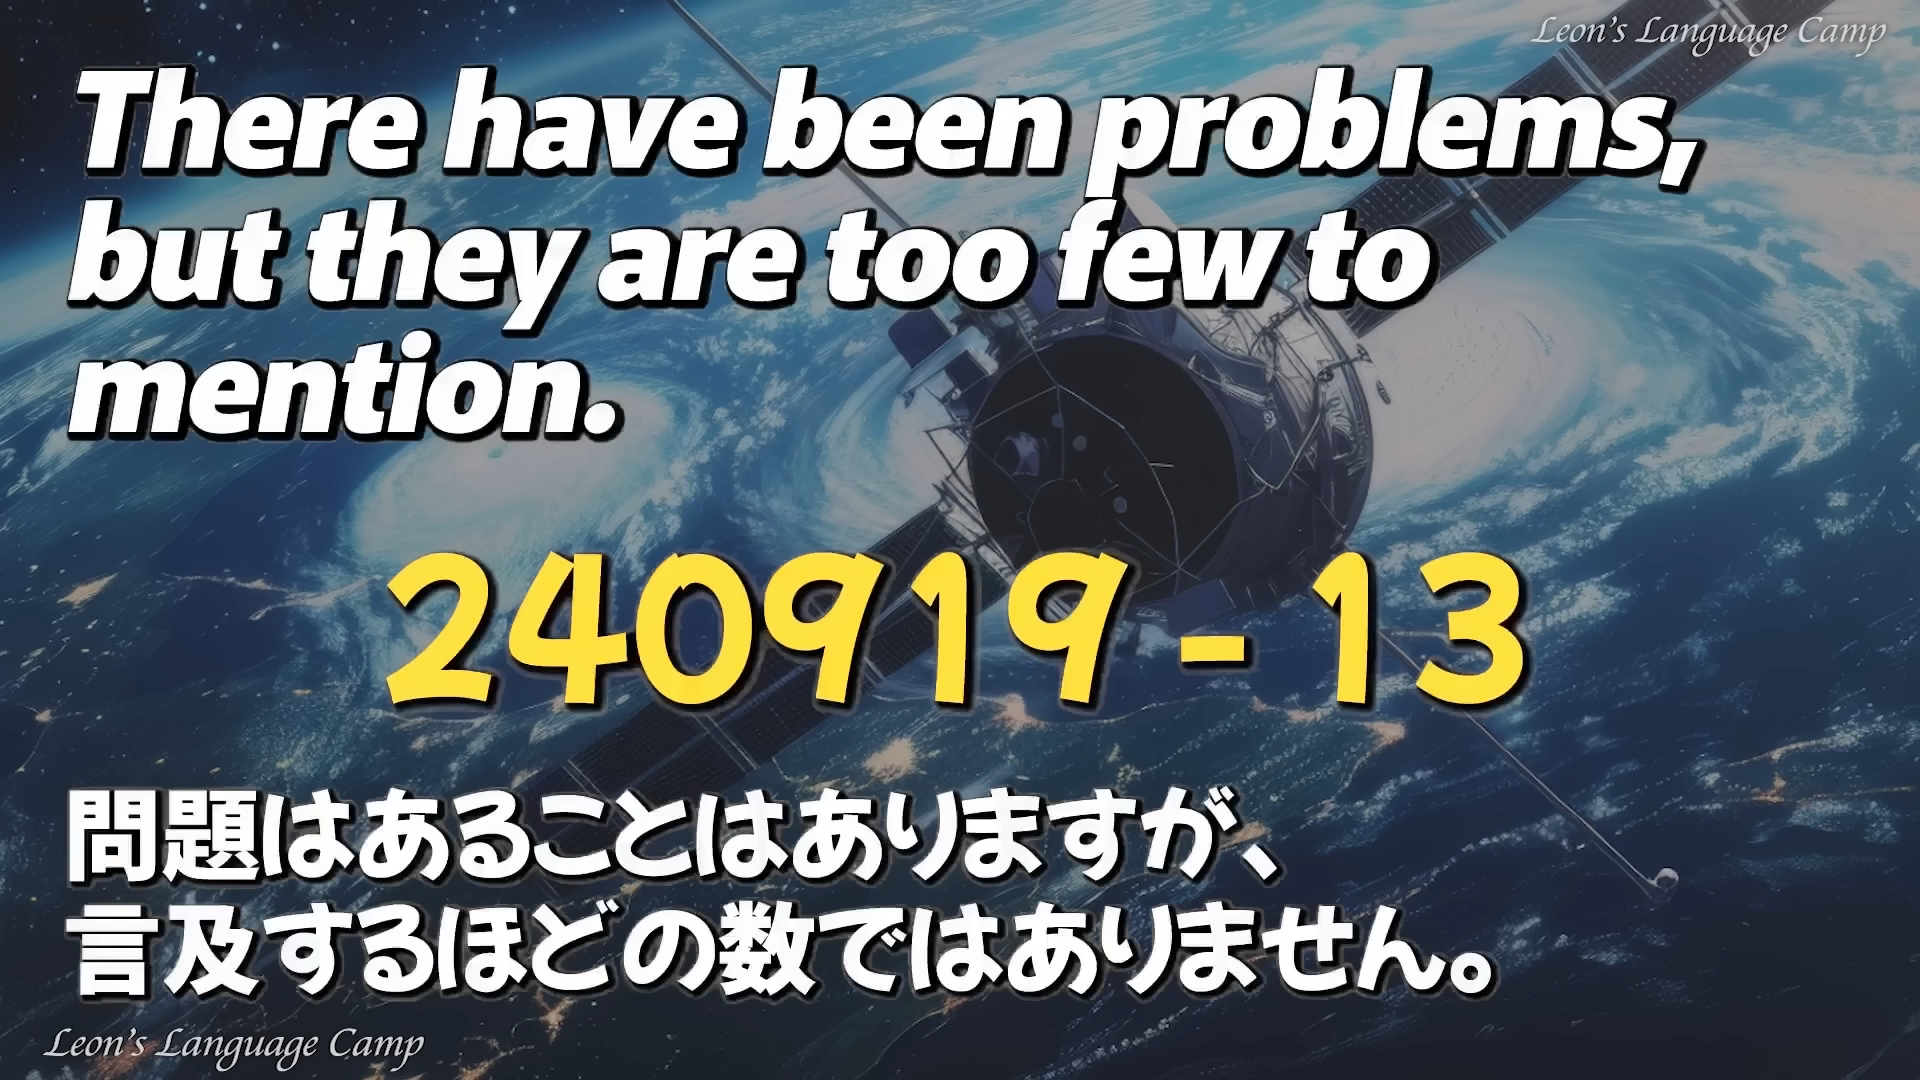 Leon's Language Camp
There have been problems,
but they are too few to
mention.
240919-13
問題はあることはありますが、
言及するほどの数ではありません。
Leon's Language Camp